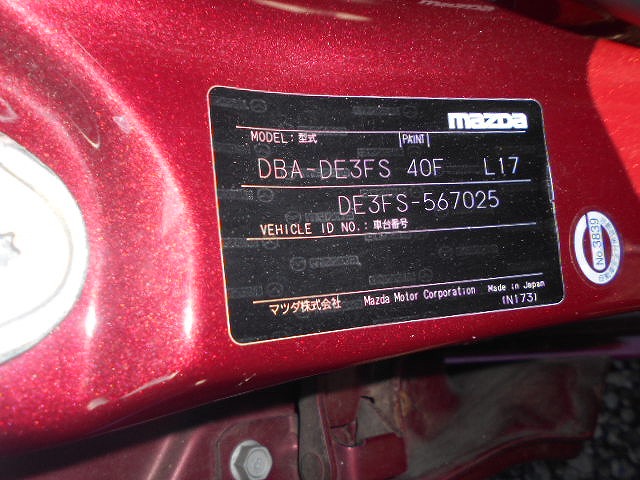 mazda
MODEL:型式 PAINT
DBA-DE3FS 40F L17
DE3FS-567025
VEHICLE ID NO.:車台番号
マツダ株式会社 Mazda Motor Corporation Made in Japan
(N173)
No.3839